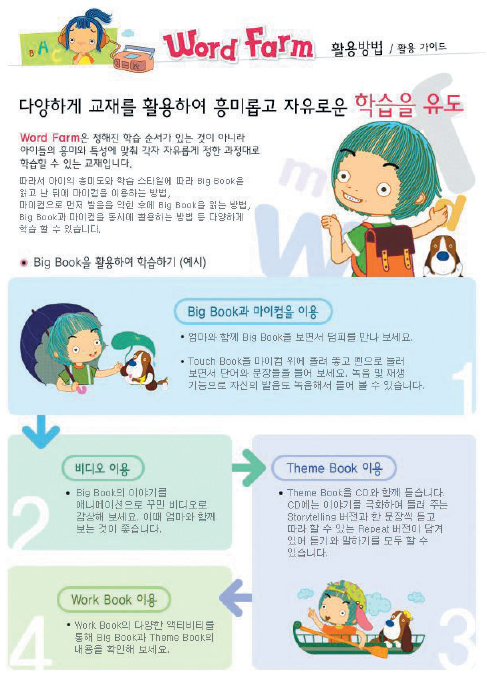 Word Farm 활용방법 / 활용 가이드
다양하게 교재를 활용하여 흥미롭고 자유로운 학습을 유도
Word Farm은 정해진 학습 순서가 있는 것이 아니라
아이들의 흥미와 특성에 맞춰 각자 자유롭게 정한 과정대로
학습할 수 있는 교재입니다.
따라서 아이의 흥미도와 학습 스타일에 따라 Big Book을
읽고 난 뒤에 마이컴을 이용하는 방법,
마이컴으로 먼저 발음을 익힌 후에 Big Book을 읽는 방법,
Big Book과 마이컴을 동시에 활용하는 방법 등 다양하게
학습 할 수 있습니다.
Big Book을 활용하여 학습하기 (예시)
1
Big Book과 마이컴을 이용
• 엄마와 함께 Big Book을 보면서 덤피를 만나 보세요.
• Touch Book을 마이컴 위에 올려 놓고 펜으로 눌러
보면서 단어와 문장들을 들어 보세요. 녹음 및 재생
기능으로 자신의 발음도 녹음해서 들어 볼 수 있습니다.
2
비디오 이용
• Big Book의 이야기를
애니메이션으로 꾸민 비디오로
감상해 보세요. 이때 엄마와 함께
보는 것이 좋습니다.
3
Theme Book 이용
• Theme Book을 CD와 함께 듣습니다.
CD에는 이야기를 극화하여 들려 주는
Storytelling 버전과 한 문장씩 듣고
따라 할 수 있는 Repeat 버전이 담겨
있어 듣기와 말하기를 모두 할 수
있습니다.
4
Work Book 이용
• Work Book의 다양한 액티비티를
통해 Big Book과 Theme Book의
내용을 확인해 보세요.